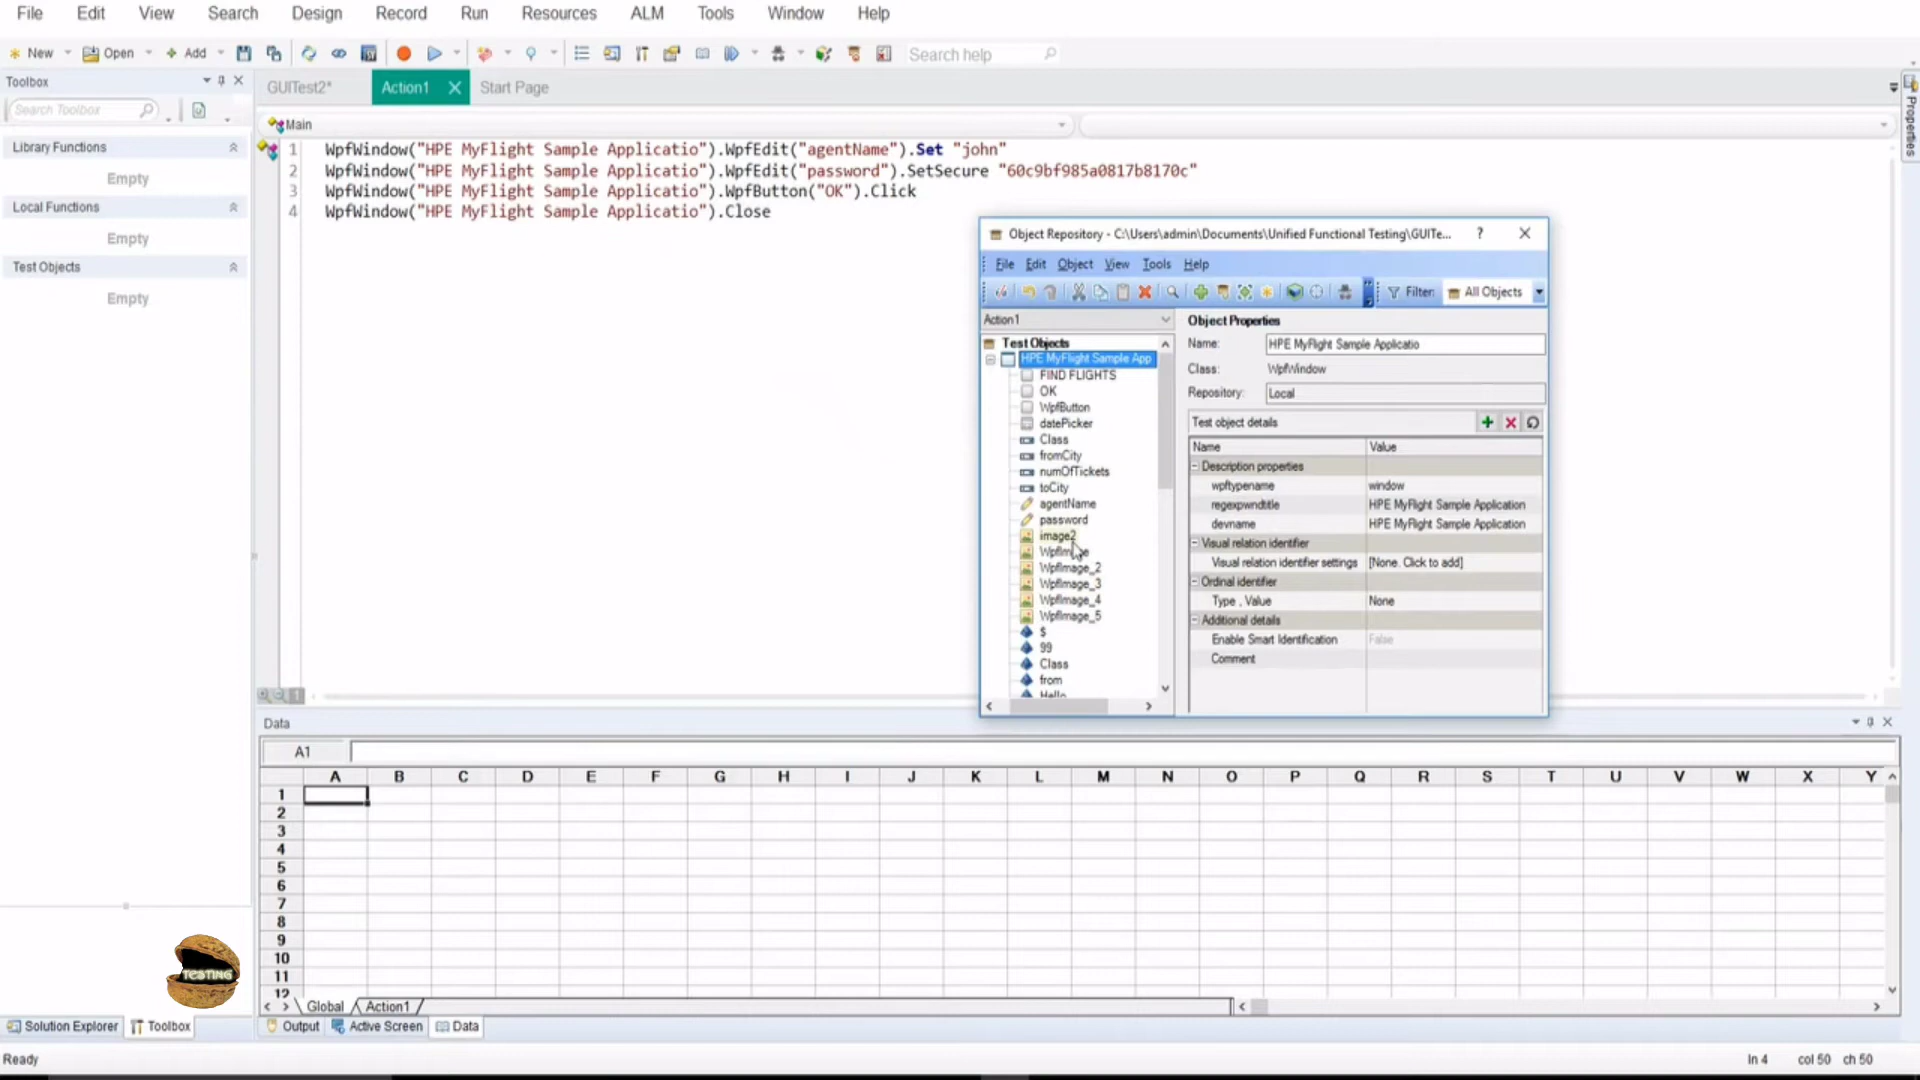 File Edit View Search Design Record Run Resources ALM Tools Window Help
New Open Add Search help
Toolbox
GUITest2* Action1 Start Page
Search Toolbox
Main
Properties
Library Functions
Empty
Local Functions
Empty
Test Objects
Empty
1 WpfWindow("HPE MyFlight Sample Applicatio").WpfEdit("agentName").Set "john"
2 WpfWindow("HPE MyFlight Sample Applicatio").WpfEdit("password").SetSecure "60c9bf985a0817b8170c"
3 WpfWindow("HPE MyFlight Sample Applicatio").WpfButton("OK").Click
4 WpfWindow("HPE MyFlight Sample Applicatio").Close
Object Repository - C:\Users\admin\Documents\Unified Functional Testing\GUITe...
File Edit Object View Tools Help
Filter: All Objects
Action1
Test Objects
HPE MyFlight Sample App
FIND FLIGHTS
OK
WpfButton
datePicker
Class
fromCity
numOfTickets
toCity
agentName
password
image2
WpfImage
WpfImage_2
WpfImage_3
WpfImage_4
WpfImage_5
$
99
Class
from
Hello
Object Properties
Name: HPE MyFlight Sample Applicatio
Class: WpfWindow
Repository: Local
Test object details
Name Value
Description properties
wpftypename window
regexpwndtitle HPE MyFlight Sample Application
devname HPE MyFlight Sample Application
Visual relation identifier
Visual relation identifier settings [None. Click to add]
Ordinal identifier
Type , Value None
Additional details
Enable Smart Identification False
Comment
1
Data
A1
A B C D E F G H I J K L M N O P Q R S T U V W X Y
1
2
3
4
5
6
7
8
9
10
11
12
TESTING
Global Action1
Solution Explorer Toolbox Output Active Screen Data
Ready ln 4 col 50 ch 50